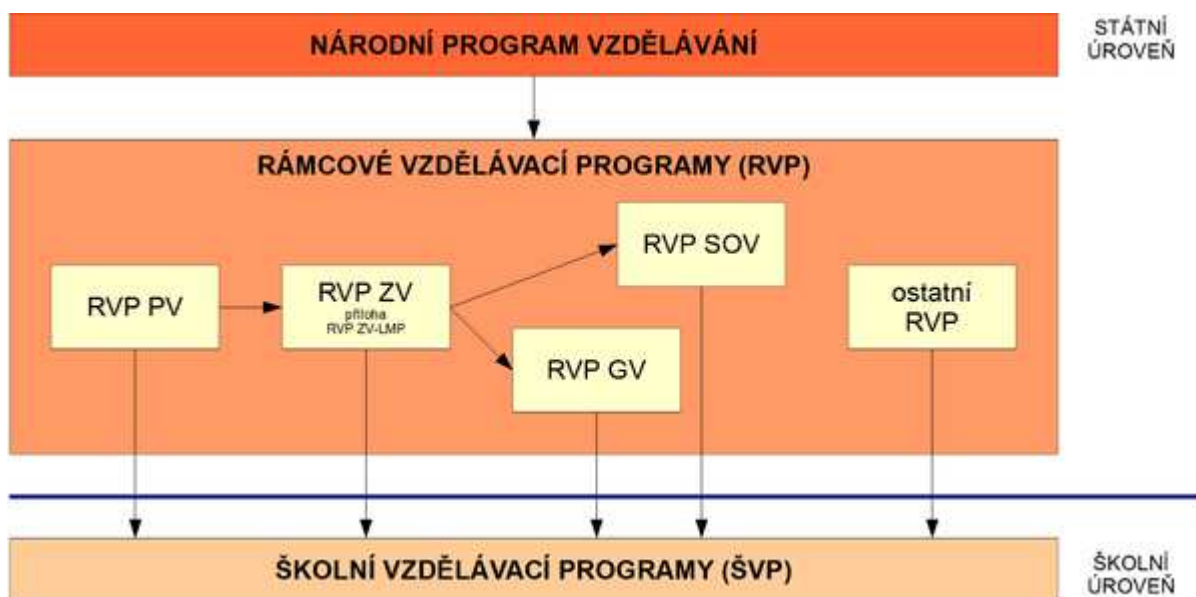 NÁRODNÍ PROGRAM VZDĚLÁVÁNÍ
STÁTNÍ
ÚROVEŇ
RÁMCOVÉ VZDĚLÁVACÍ PROGRAMY (RVP)
RVP SOV
RVP PV
RVP ZV
příloha
RVP ZV-LMP
ostatní
RVP
RVP GV
ŠKOLNÍ VZDĚLÁVACÍ PROGRAMY (ŠVP)
ŠKOLNÍ
ÚROVEŇ